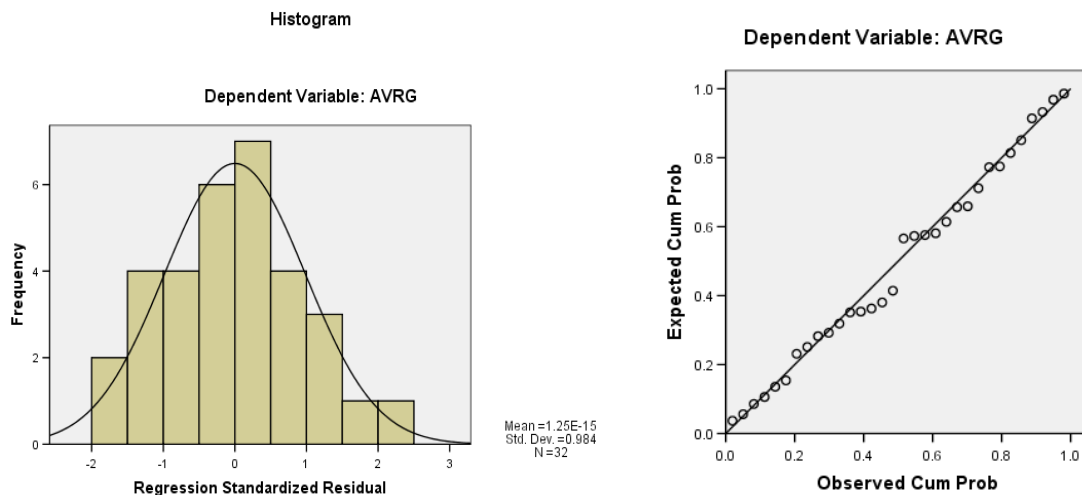 Histogram
Dependent Variable: AVRG
6
4
2
0
Frequency
-2 -1 0 1 2 3
Regression Standardized Residual
Mean =1.25E-15
Std. Dev. =0.984
N =32
Dependent Variable: AVRG
1.0
0.8
0.6
0.4
0.2
0.0
Expected Cum Prob
0.0 0.2 0.4 0.6 0.8 1.0
Observed Cum Prob